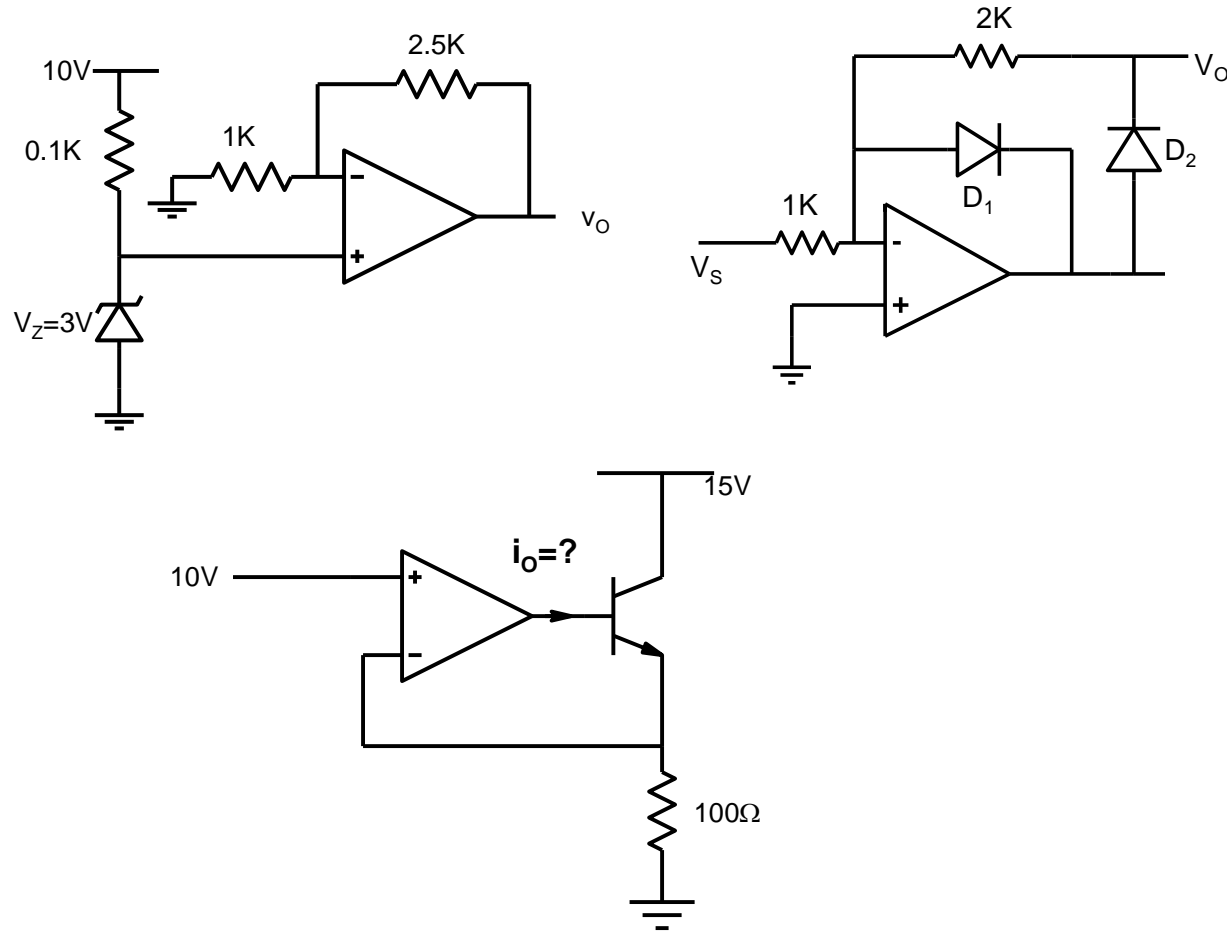 10V
2.5K
0.1K
1K
-
+
v_O
V_Z=3V
2K
V_O
D_2
D_1
1K
V_S
-
+
15V
i_O=?
10V
+
-
100Ω